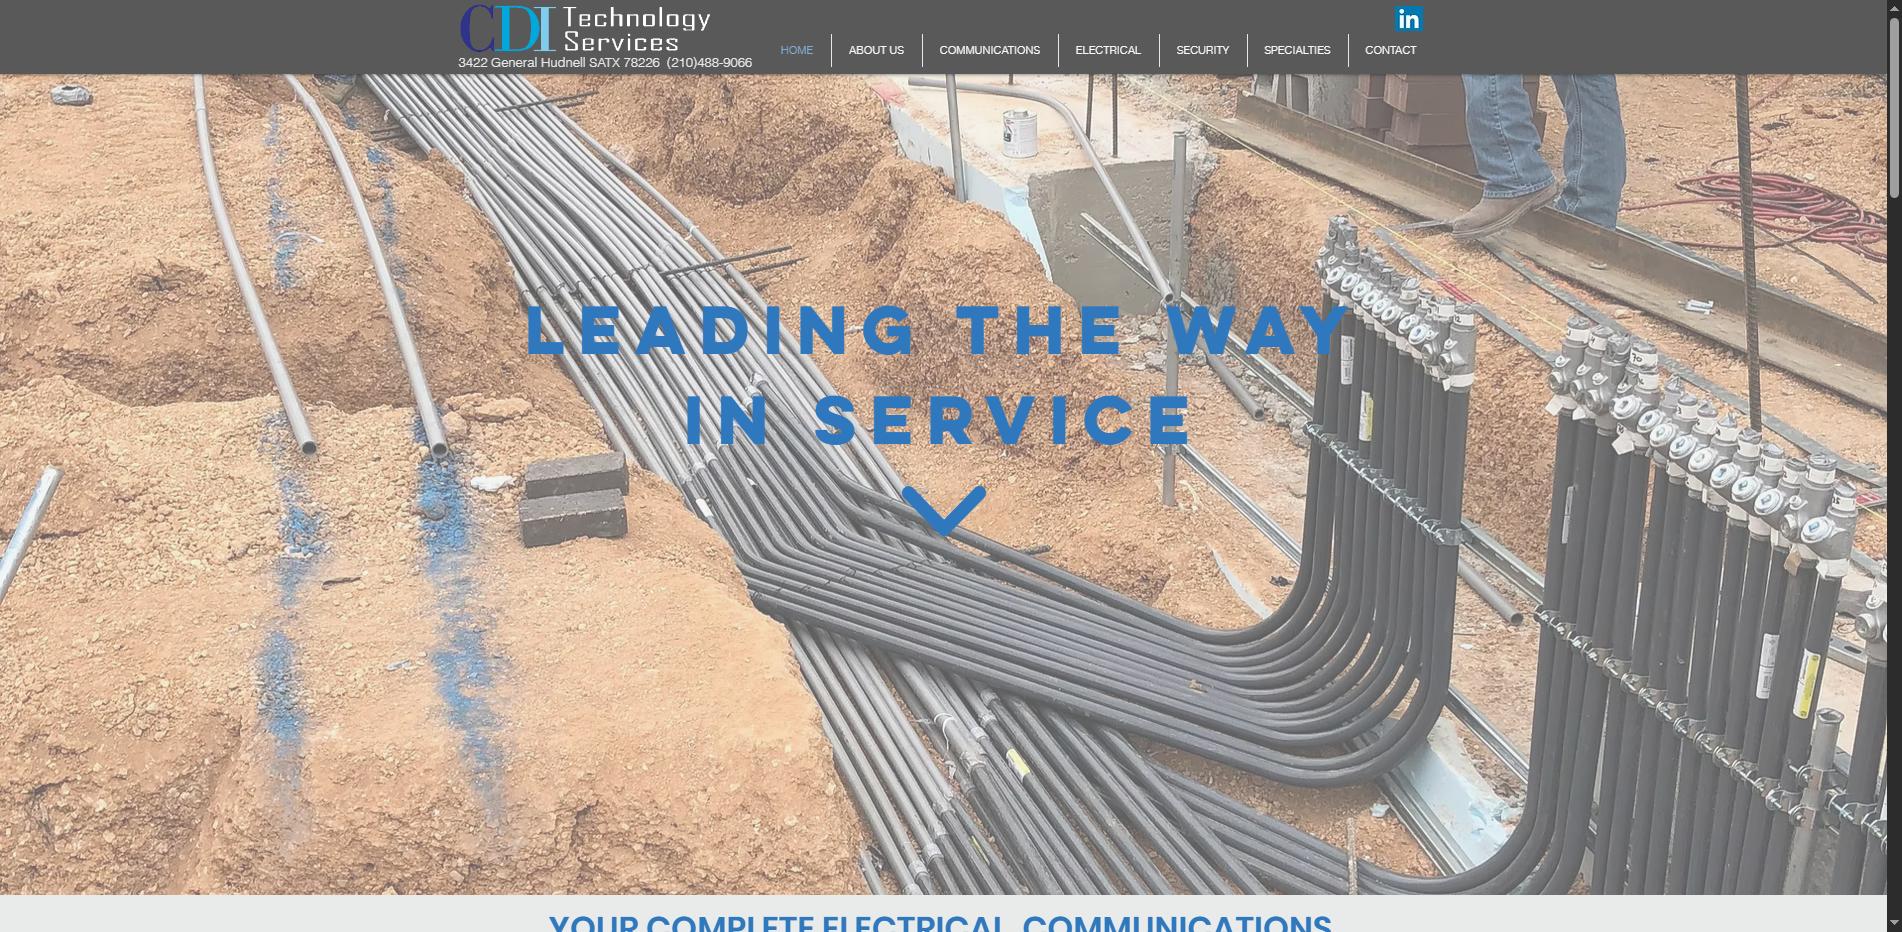 CDI Technology
Services
3422 General Hudnell SATX 78226 (210)488-9066
in
HOME
ABOUT US
COMMUNICATIONS
ELECTRICAL
SECURITY
SPECIALTIES
CONTACT
LEADING THE WAY
IN SERVICE
YOUR COMPLETE ELECTRICAL, COMMUNICATIONS,